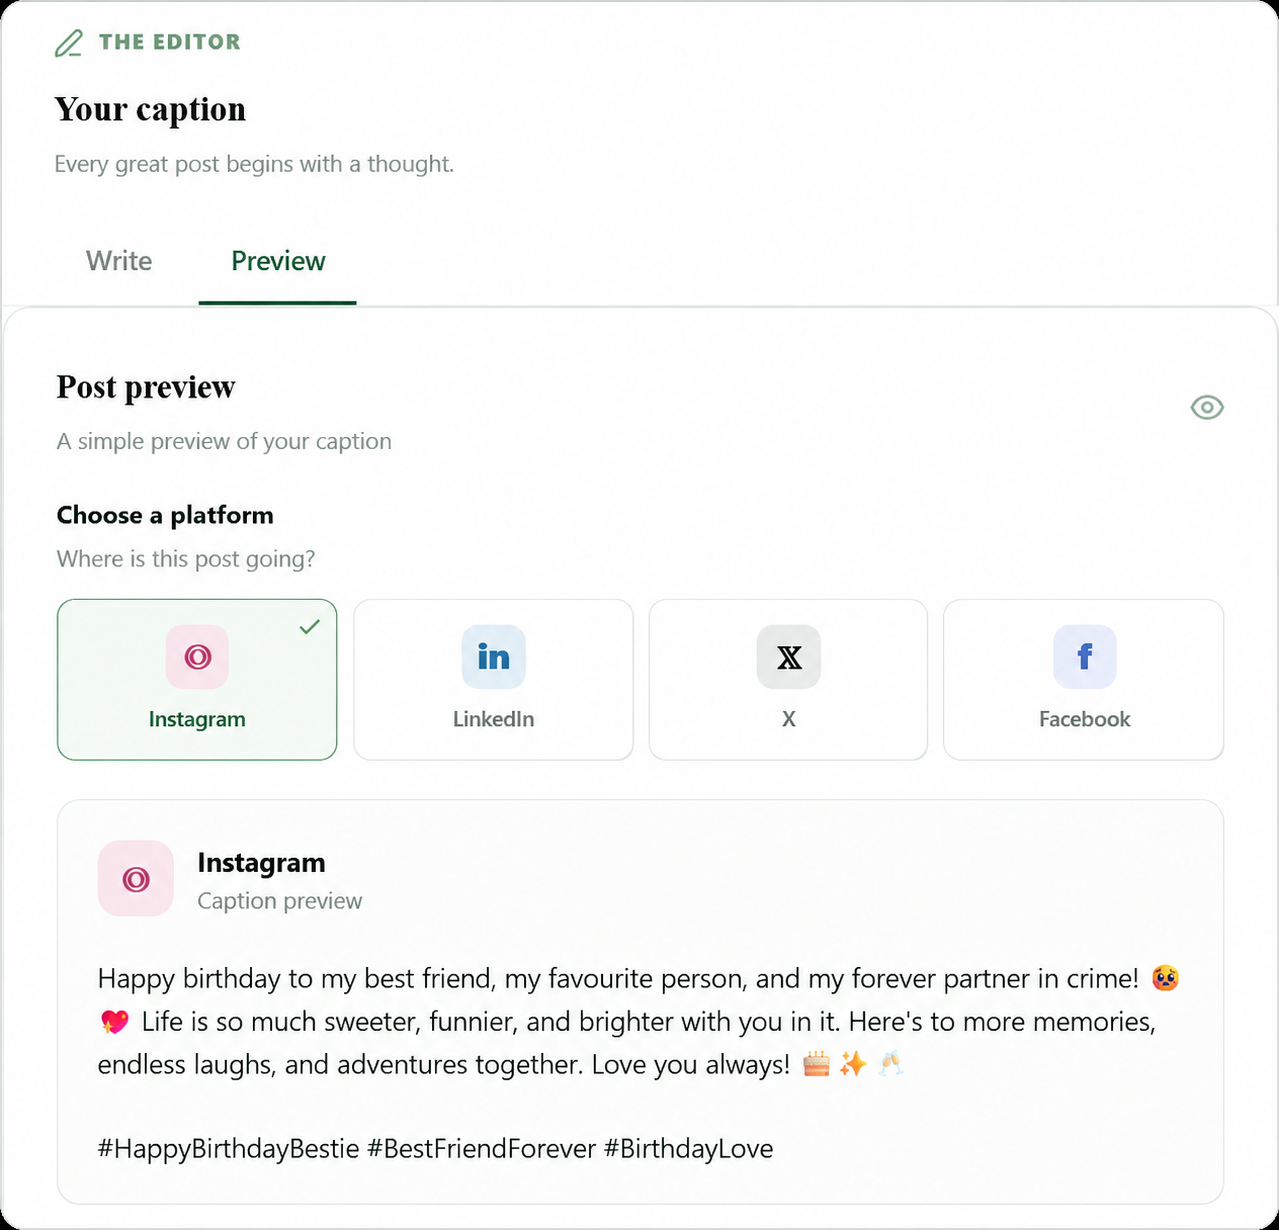 THE EDITOR
Your caption
Every great post begins with a thought.
Write
Preview
Post preview
A simple preview of your caption
Choose a platform
Where is this post going?
Instagram
in
LinkedIn
𝕏
X
f
Facebook
Instagram
Caption preview
Happy birthday to my best friend, my favourite person, and my forever partner in crime! 😢
💖 Life is so much sweeter, funnier, and brighter with you in it. Here's to more memories,
endless laughs, and adventures together. Love you always! 🎂 ✨ 🥂
#HappyBirthdayBestie #BestFriendForever #BirthdayLove